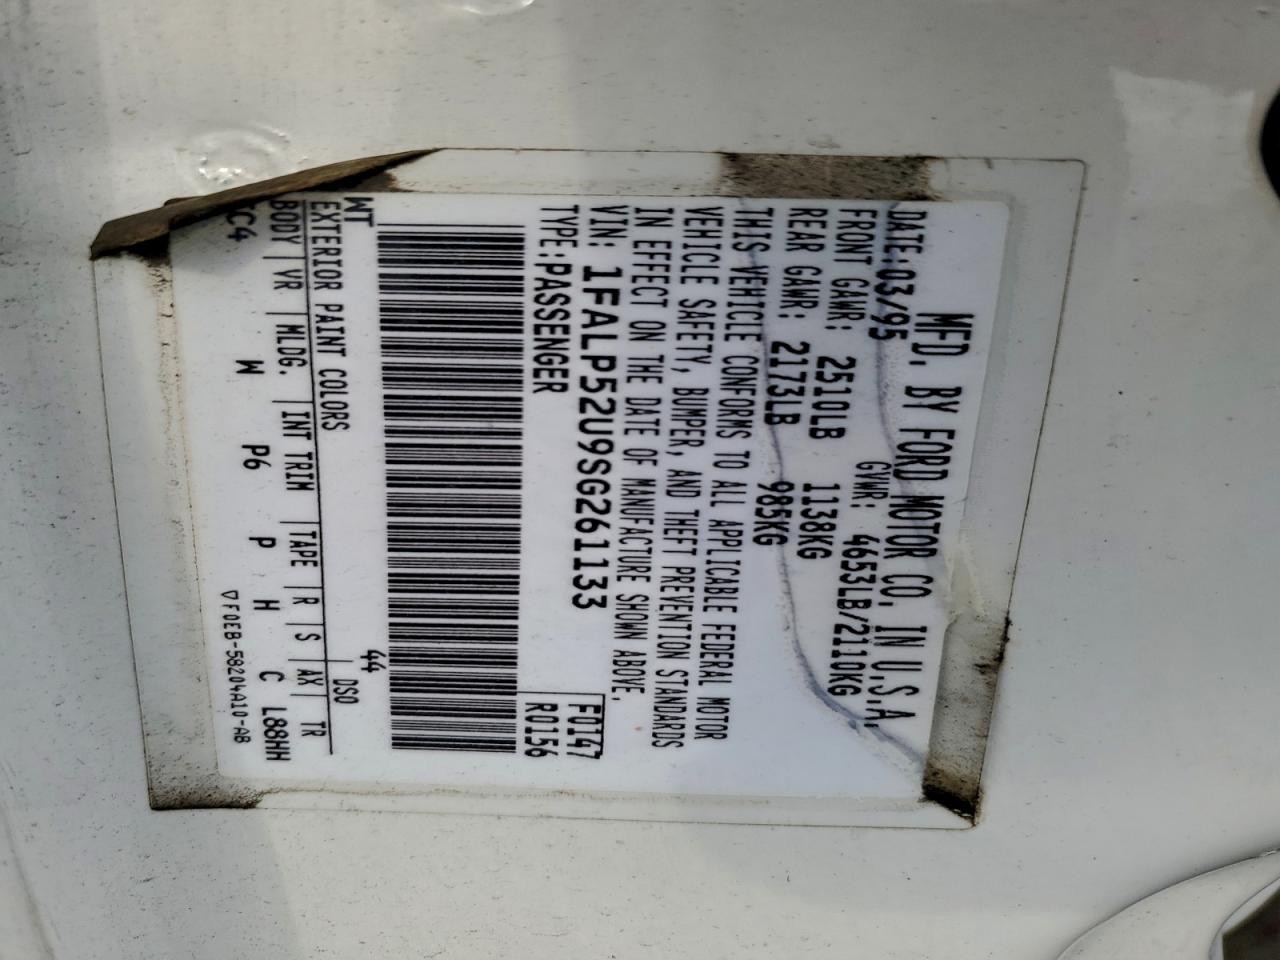 MFD. BY FORD MOTOR CO. IN U.S.A.
DATE:03/95 GVWR: 4653LB/2110KG
FRONT GAWR: 2510LB 1138KG
REAR GAWR: 2173LB 985KG
THIS VEHICLE CONFORMS TO ALL APPLICABLE FEDERAL MOTOR
VEHICLE SAFETY, BUMPER, AND THEFT PREVENTION STANDARDS
IN EFFECT ON THE DATE OF MANUFACTURE SHOWN ABOVE.
VIN: 1FALP52U9SG261133 F0147
TYPE:PASSENGER R0156
WT 44
EXTERIOR PAINT COLORS DSO
BODY VR MLDG. INT TRIM TAPE R S AX TR
C4 W P6 P H C L88HH
▽F0EB-58204A10-AB